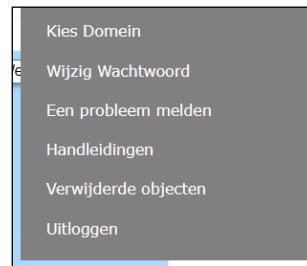 Kies Domein
Wijzig Wachtwoord
Een probleem melden
Handleidingen
Verwijderde objecten
Uitloggen